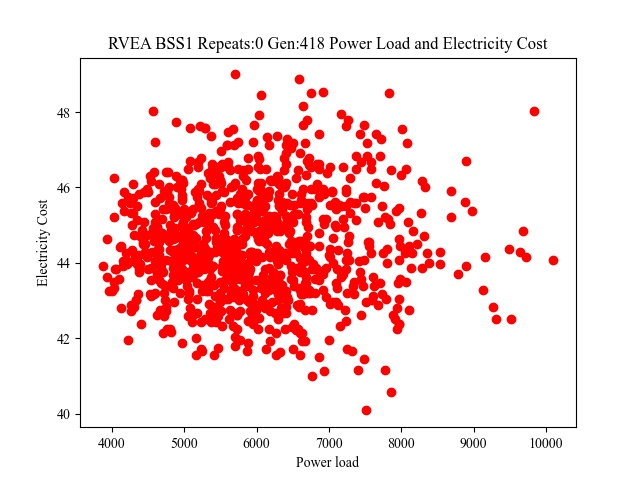 RVEA BSS1 Repeats:0 Gen:418 Power Load and Electricity Cost
48
46
44
42
40
Electricity Cost
4000 5000 6000 7000 8000 9000 10000
Power load